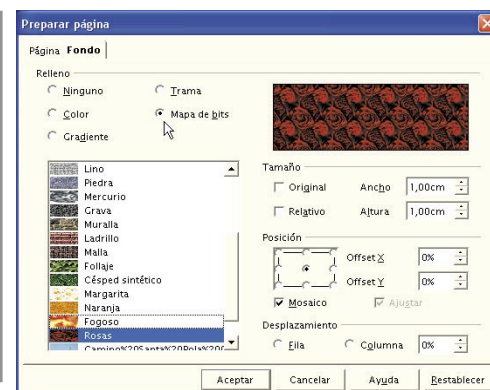 Preparar página
Página Fondo
Relleno
Ninguno
Trama
Color
Mapa de bits
Gradiente
Lino
Piedra
Mercurio
Grava
Muralla
Ladrillo
Malla
Follaje
Césped sintético
Margarita
Naranja
Fogoso
Rosas
Tamaño
Original Ancho 1,00cm
Relativo Altura 1,00cm
Posición
Offset X 0%
Offset Y 0%
Mosaico Ajustar
Desplazamiento
Fila Columna 0%
Aceptar Cancelar Ayuda Restablecer